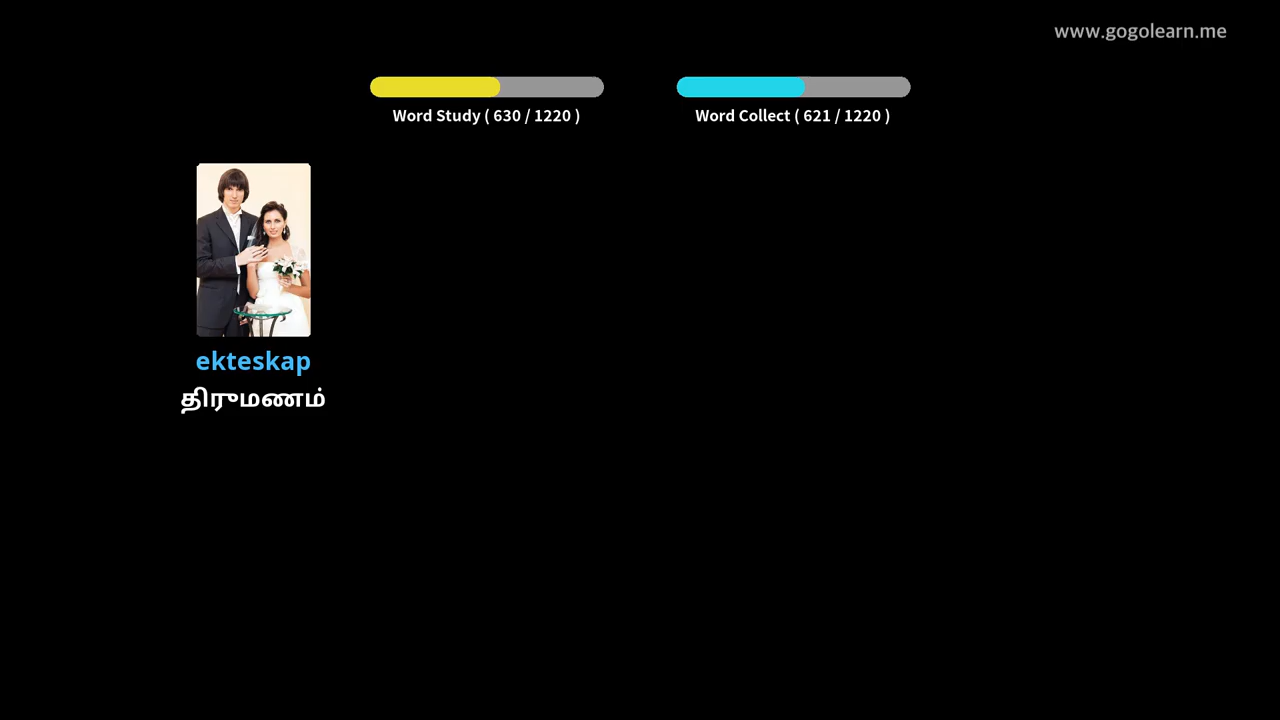 www.gogolearn.me
Word Study ( 630 / 1220 )
Word Collect ( 621 / 1220 )
ekteskap
திருமணம்